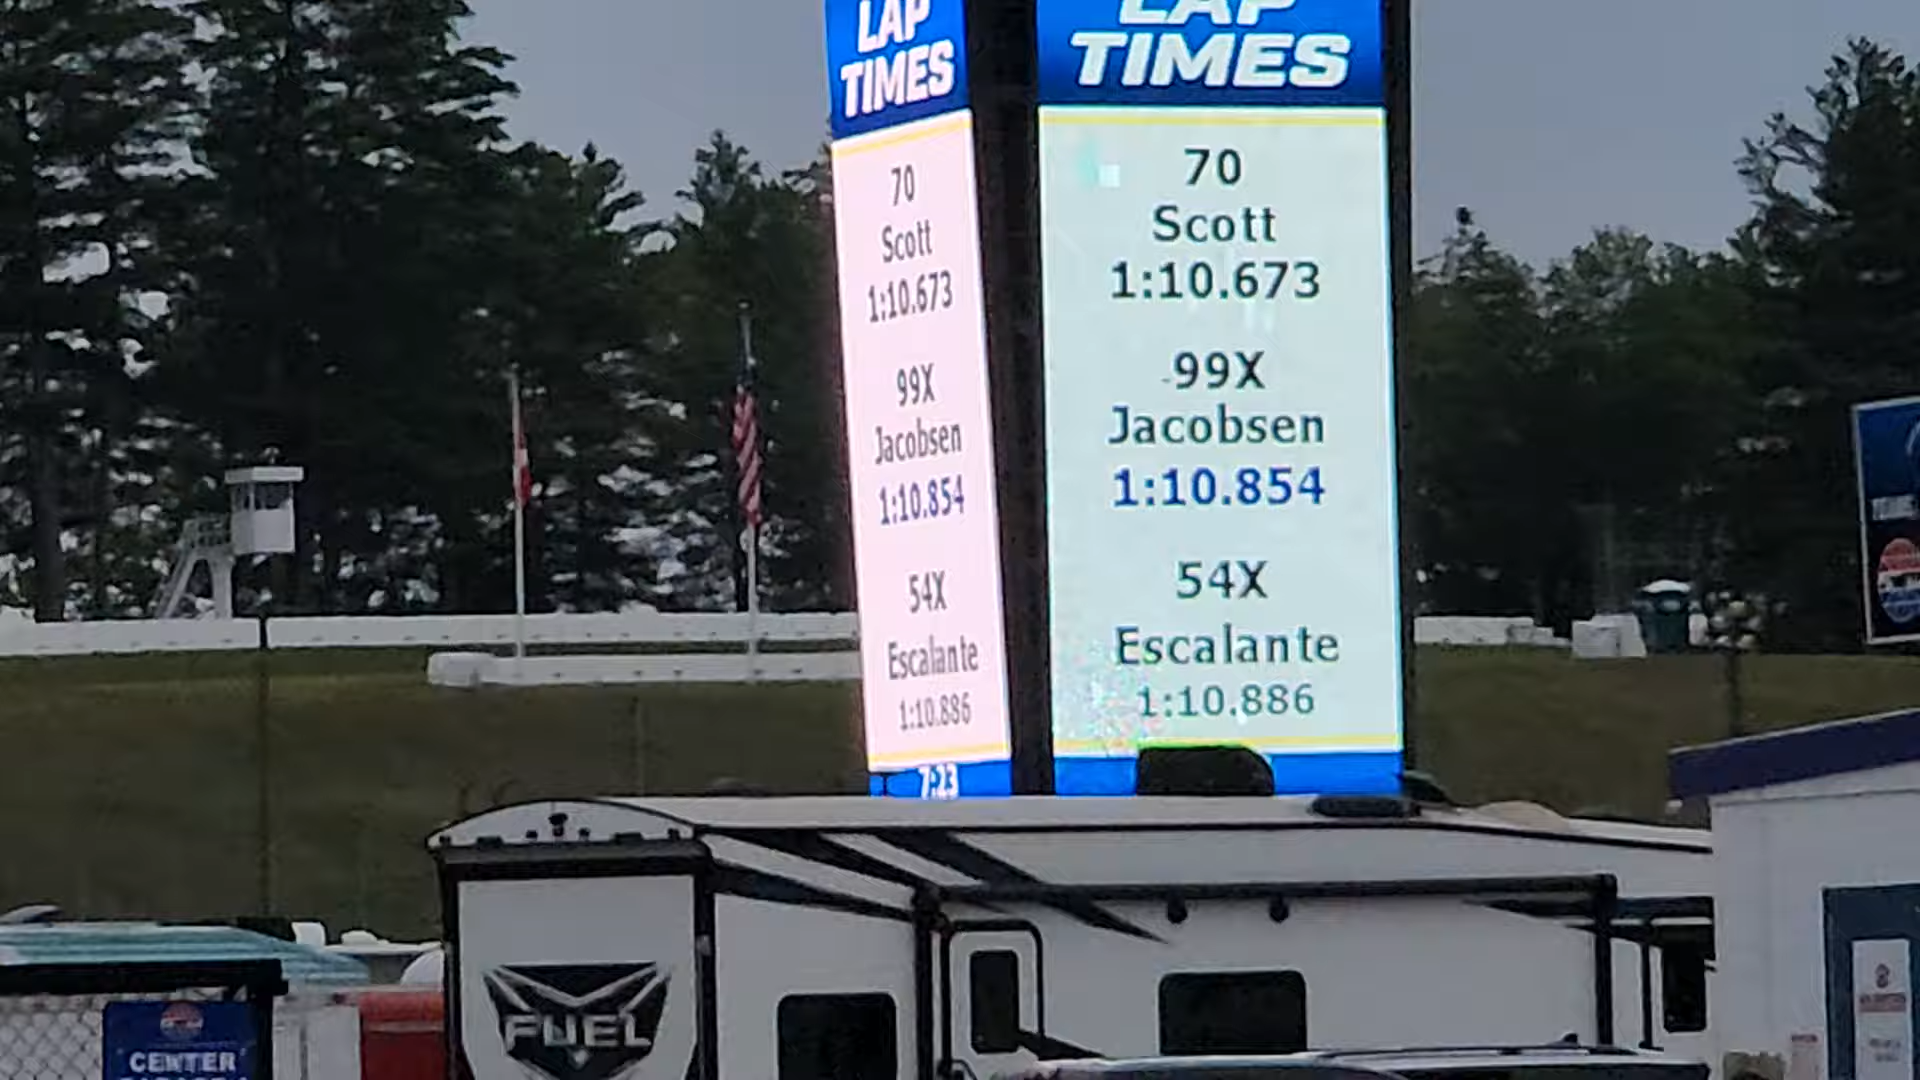 LAP
TIMES
70
Scott
1:10.673
99X
Jacobsen
1:10.854
54X
Escalante
1:10.886
7:23
LAP
TIMES
70
Scott
1:10.673
99X
Jacobsen
1:10.854
54X
Escalante
1:10.886
FUEL
CENTER